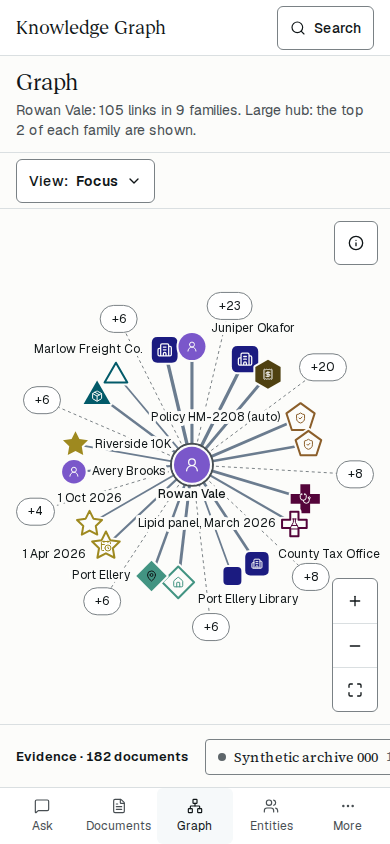 Knowledge Graph
Search
Graph
Rowan Vale: 105 links in 9 families. Large hub: the top
2 of each family are shown.
View: Focus
+23
+6
Juniper Okafor
Marlow Freight Co.
+20
+6
Policy HM-2208 (auto)
Riverside 10K
Avery Brooks
+8
Rowan Vale
1 Oct 2026
+4
Lipid panel, March 2026
1 Apr 2026
County Tax Office
Port Ellery
+8
Port Ellery Library
+6
+6
Evidence · 182 documents
Synthetic archive 000
Ask
Documents
Graph
Entities
More